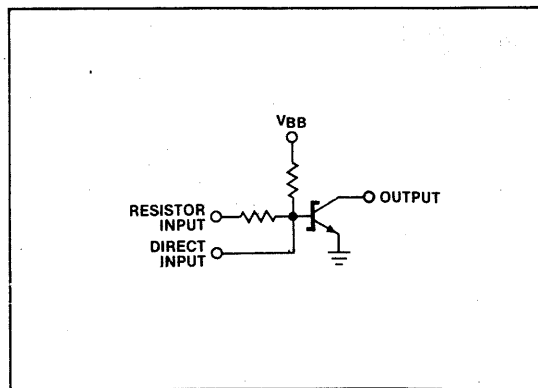 VBB
RESISTOR
INPUT
OUTPUT
DIRECT
INPUT